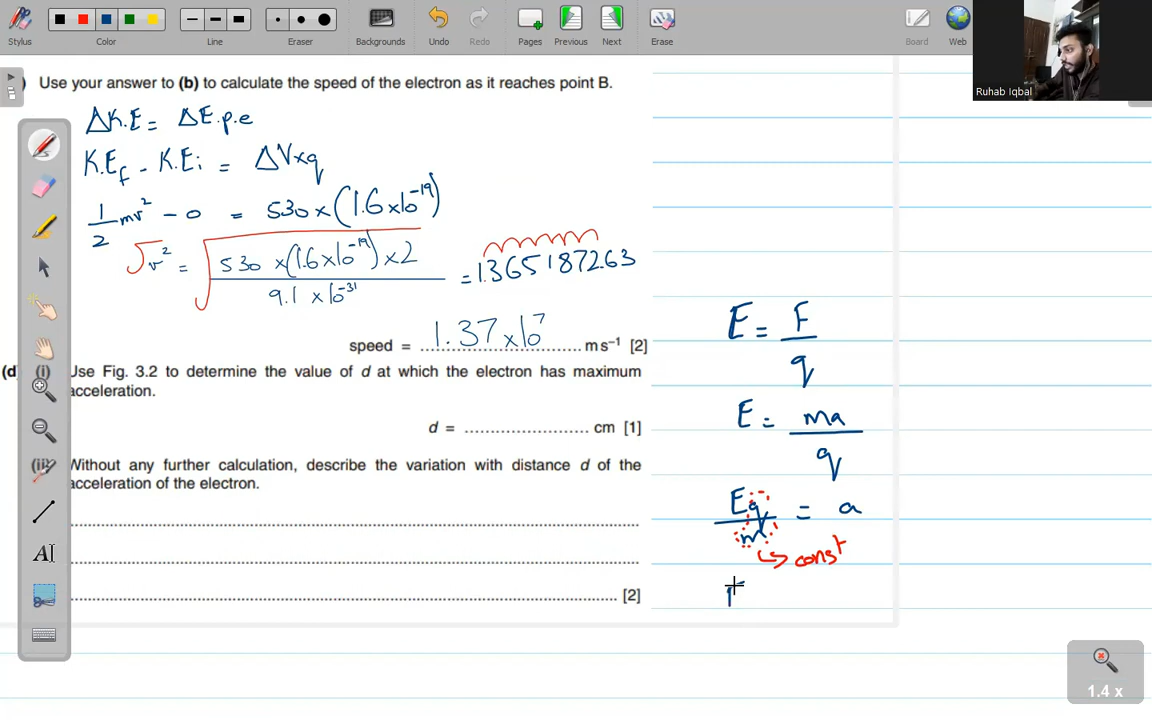 Stylus Color Line Eraser Backgrounds Undo Redo Pages Previous Next Erase Board Web
Ruhab Iqbal
) Use your answer to (b) to calculate the speed of the electron as it reaches point B.
ΔK.E = ΔE.p.e
K.Ef - K.Ei = ΔV×q
1/2 mv² - 0 = 530 × (1.6×10⁻¹⁹)
√v² = √(530 × (1.6×10⁻¹⁹) × 2 / 9.1 × 10⁻³¹) = 13651872.63
speed = 1.37 × 10⁷ ms⁻¹ [2]
(d) (i) Use Fig. 3.2 to determine the value of d at which the electron has maximum
acceleration.
d = ........................ cm [1]
(ii) Without any further calculation, describe the variation with distance d of the
acceleration of the electron.
[2]
E = F/q
E = ma/q
Eq/m = a
↳ const
AI
1.4 x